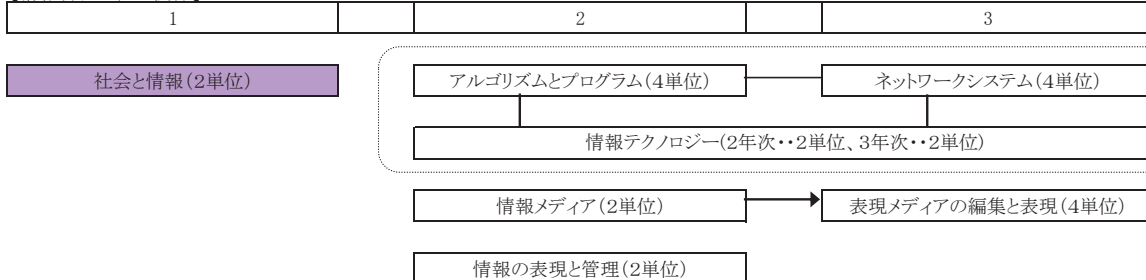 1 2 3
社会と情報(2単位) アルゴリズムとプログラム(4単位) ネットワークシステム(4単位)
情報テクノロジー(2年次・・2単位、3年次・・2単位)
情報メディア(2単位) 表現メディアの編集と表現(4単位)
情報の表現と管理(2単位)